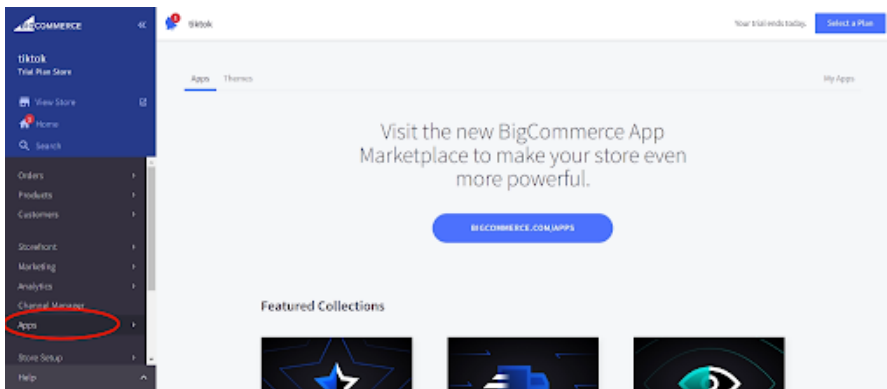 BIGCOMMERCE
tiktok
Trial Plan Store
View Store
Home
Search
Orders
Products
Customers
Storefront
Marketing
Analytics
Channel Manager
Apps
Store Setup
Help
tiktok
Your trial ends today.
Select a Plan
Apps Themes
My Apps
Visit the new BigCommerce App
Marketplace to make your store even
more powerful.
BIGCOMMERCE.COM/APPS
Featured Collections